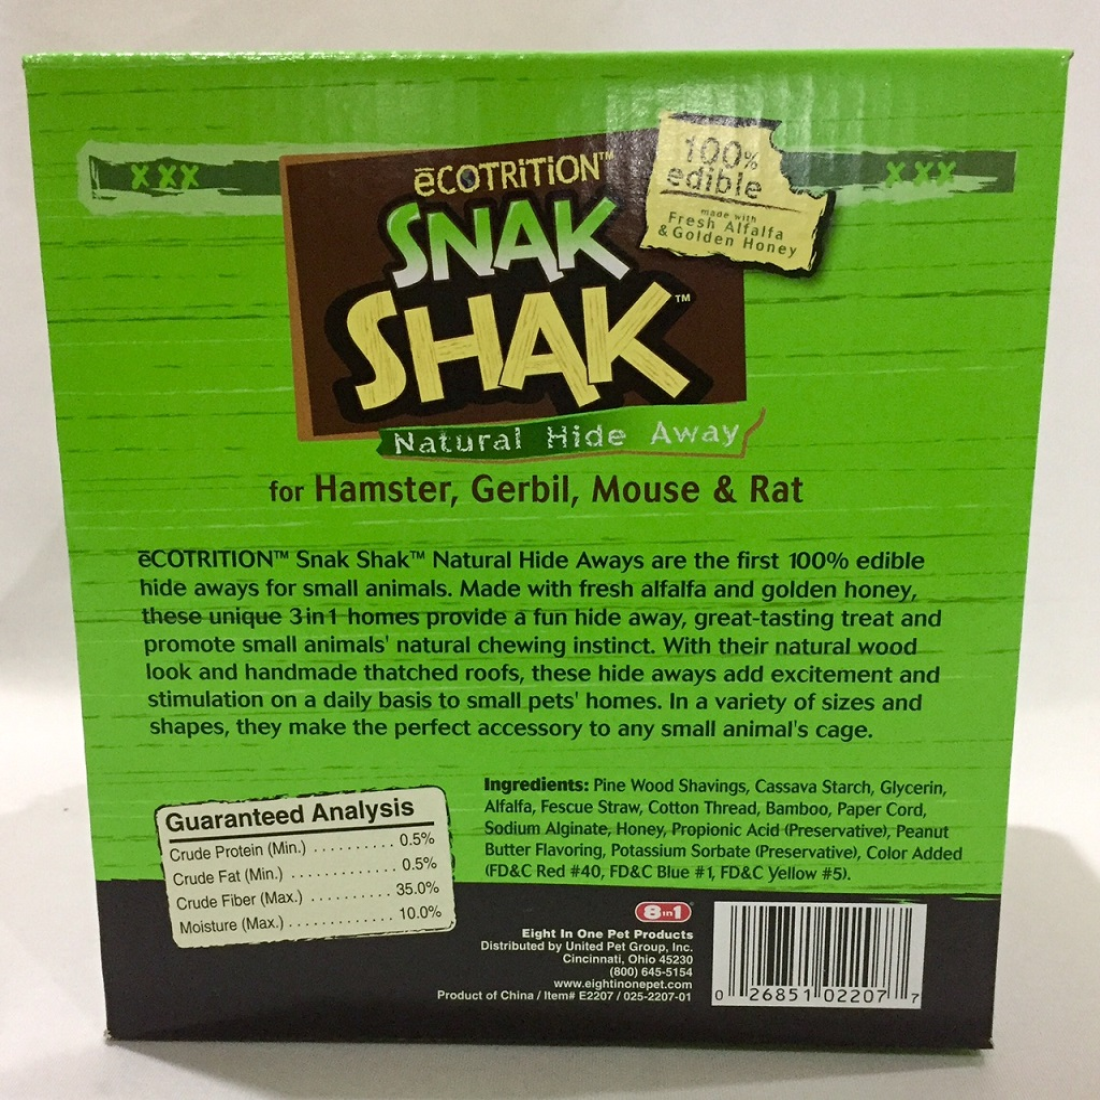 xxx
ēCOTRiTiON™
SNAK
SHAK™
100%
edible
made with
Fresh Alfalfa
& Golden Honey
xxx
Natural Hide Away
for Hamster, Gerbil, Mouse & Rat
ēCOTRITION™ Snak Shak™ Natural Hide Aways are the first 100% edible
hide aways for small animals. Made with fresh alfalfa and golden honey,
these unique 3in1 homes provide a fun hide away, great-tasting treat and
promote small animals' natural chewing instinct. With their natural wood
look and handmade thatched roofs, these hide aways add excitement and
stimulation on a daily basis to small pets' homes. In a variety of sizes and
shapes, they make the perfect accessory to any small animal's cage.
Guaranteed Analysis
Crude Protein (Min.) .......... 0.5%
Crude Fat (Min.) .............. 0.5%
Crude Fiber (Max.) ......... 35.0%
Moisture (Max.) ............. 10.0%
Ingredients: Pine Wood Shavings, Cassava Starch, Glycerin,
Alfalfa, Fescue Straw, Cotton Thread, Bamboo, Paper Cord,
Sodium Alginate, Honey, Propionic Acid (Preservative), Peanut
Butter Flavoring, Potassium Sorbate (Preservative), Color Added
(FD&C Red #40, FD&C Blue #1, FD&C Yellow #5).
8in1
Eight In One Pet Products
Distributed by United Pet Group, Inc.
Cincinnati, Ohio 45230
(800) 645-5154
www.eightinonepet.com
Product of China / Item# E2207 / 025-2207-01
0 26851 02207 7